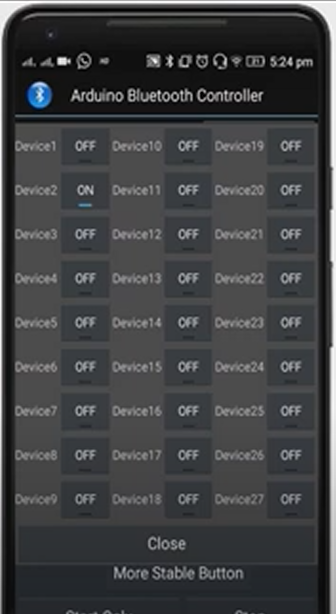 5:24 pm
Arduino Bluetooth Controller
Device1 OFF Device10 OFF Device19 OFF
Device2 ON Device11 OFF Device20 OFF
Device3 OFF Device12 OFF Device21 OFF
Device4 OFF Device13 OFF Device22 OFF
Device5 OFF Device14 OFF Device23 OFF
Device6 OFF Device15 OFF Device24 OFF
Device7 OFF Device16 OFF Device25 OFF
Device8 OFF Device17 OFF Device26 OFF
Device9 OFF Device18 OFF Device27 OFF
Close
More Stable Button